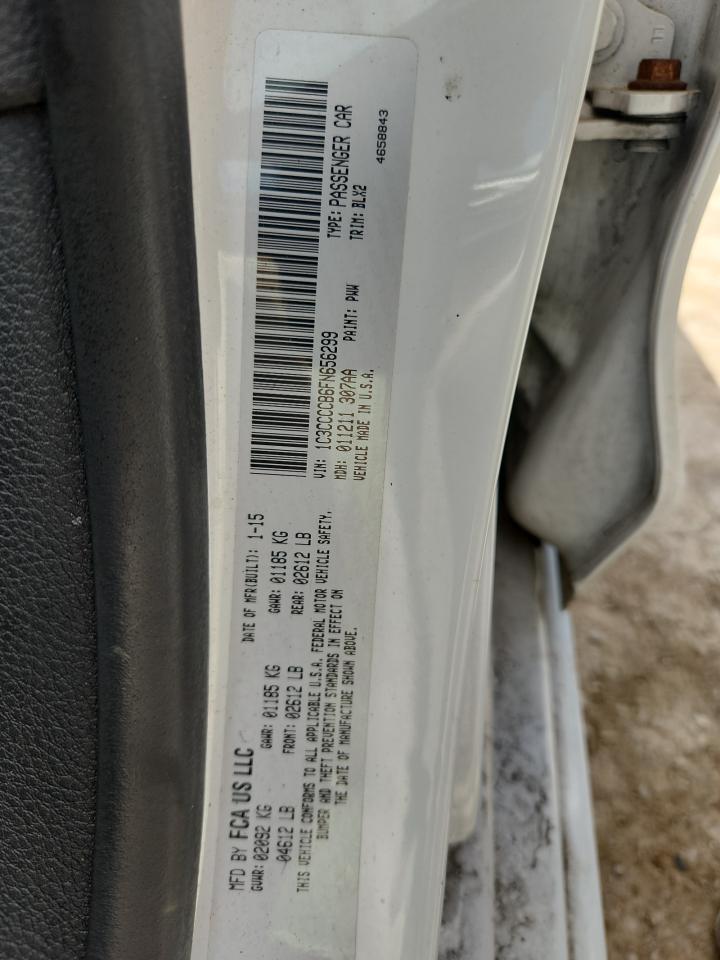 MFD BY FCA US LLC
DATE OF MFR(BUILT): 1-15
GVWR: 02092 KG
GAWR: 01185 KG
GAWR: 01185 KG
04612 LB
FRONT: 02612 LB
REAR: 02612 LB
THIS VEHICLE CONFORMS TO ALL APPLICABLE U.S.A. FEDERAL MOTOR VEHICLE SAFETY,
BUMPER AND THEFT PREVENTION STANDARDS IN EFFECT ON
THE DATE OF MANUFACTURE SHOWN ABOVE.
VIN: 1C3CCCCB6FN656299
TYPE: PASSENGER CAR
MDH: 011211 307AA
PAINT: PWW
TRIM: BLX2
VEHICLE MADE IN U.S.A.
4658843